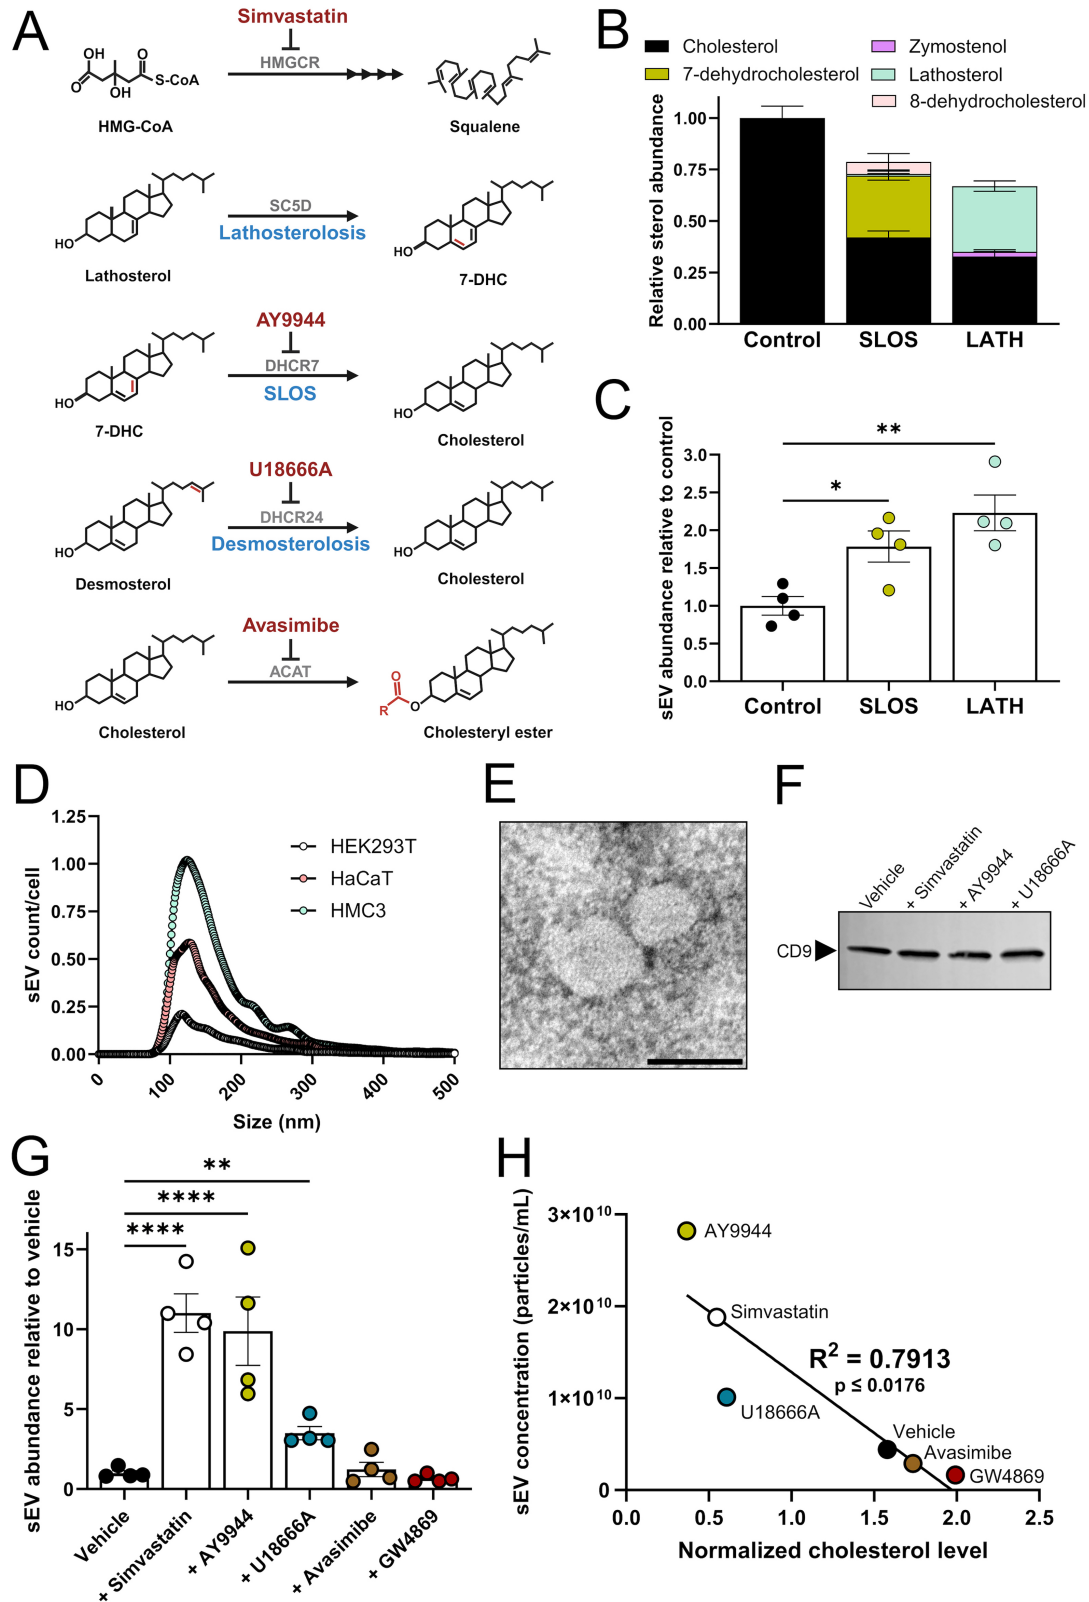 A
Simvastatin
HMGCR
OH
O
OH
O
S-CoA
HMG-CoA
Squalene
HO
Lathosterol
SC5D
Lathosterolosis
HO
7-DHC
AY9944
DHCR7
SLOS
HO
7-DHC
HO
Cholesterol
U18666A
DHCR24
Desmosterolosis
HO
Desmosterol
HO
Cholesterol
Avasimibe
ACAT
HO
Cholesterol
O
R
O
Cholesteryl ester
B
Cholesterol
7-dehydrocholesterol
Zymostenol
Lathosterol
8-dehydrocholesterol
Relative sterol abundance
1.00
0.75
0.50
0.25
0.00
Control
SLOS
LATH
C
sEV abundance relative to control
**
*
3.0
2.5
2.0
1.5
1.0
0.5
0.0
Control
SLOS
LATH
D
sEV count/cell
1.25
1.00
0.75
0.50
0.25
0.00
HEK293T
HaCaT
HMC3
0
100
200
300
400
500
Size (nm)
E
F
Vehicle
+ Simvastatin
+ AY9944
+ U18666A
CD9
G
sEV abundance relative to vehicle
**
****
****
15
10
5
0
Vehicle
+ Simvastatin
+ AY9944
+ U18666A
+ Avasimibe
+ GW4869
H
sEV concentration (particles/mL)
3×10¹⁰
2×10¹⁰
1×10¹⁰
0
AY9944
Simvastatin
U18666A
R² = 0.7913
p ≤ 0.0176
Vehicle
Avasimibe
GW4869
0.0
0.5
1.0
1.5
2.0
2.5
Normalized cholesterol level